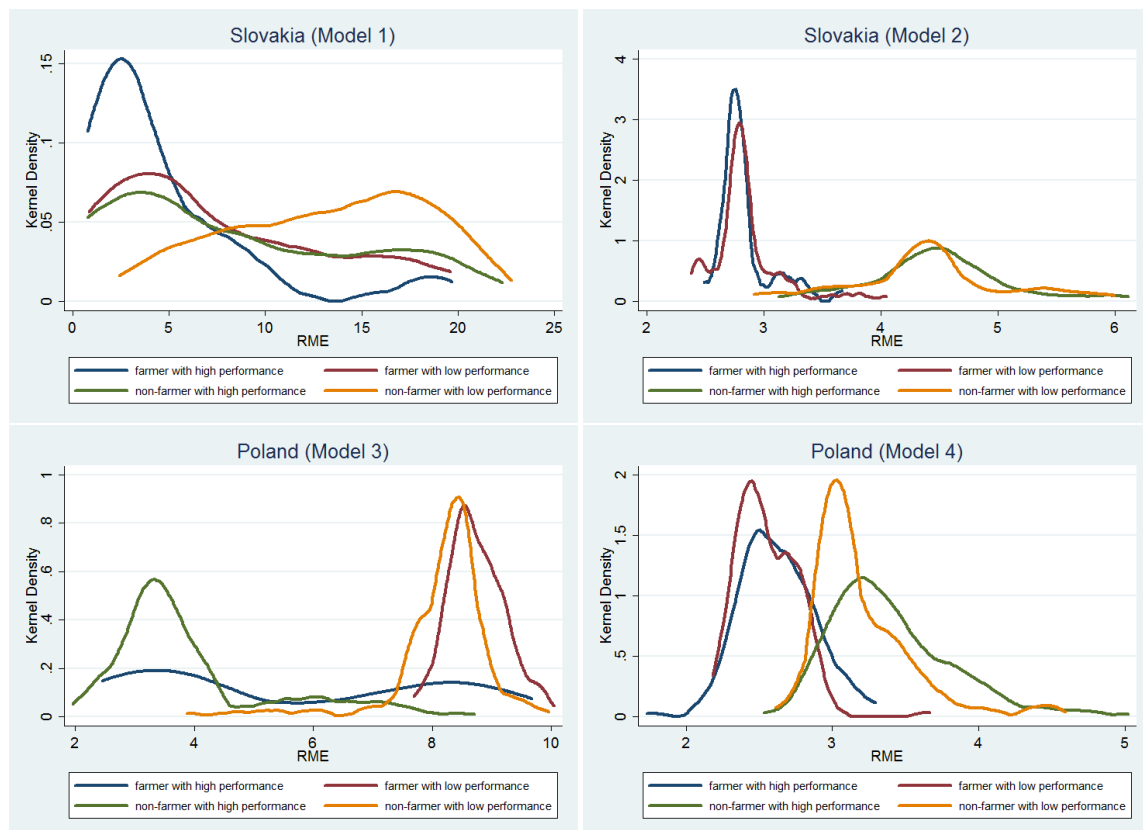 Slovakia (Model 1)
Kernel Density
0 .05 .1 .15
0 5 10 15 20 25
RME
farmer with high performance farmer with low performance
non-farmer with high performance non-farmer with low performance
Slovakia (Model 2)
Kernel Density
0 1 2 3 4
2 3 4 5 6
RME
farmer with high performance farmer with low performance
non-farmer with high performance non-farmer with low performance
Poland (Model 3)
Kernel Density
0 .2 .4 .6 .8 1
2 4 6 8 10
RME
farmer with high performance farmer with low performance
non-farmer with high performance non-farmer with low performance
Poland (Model 4)
Kernel Density
0 .5 1 1.5 2
2 3 4 5
RME
farmer with high performance farmer with low performance
non-farmer with high performance non-farmer with low performance